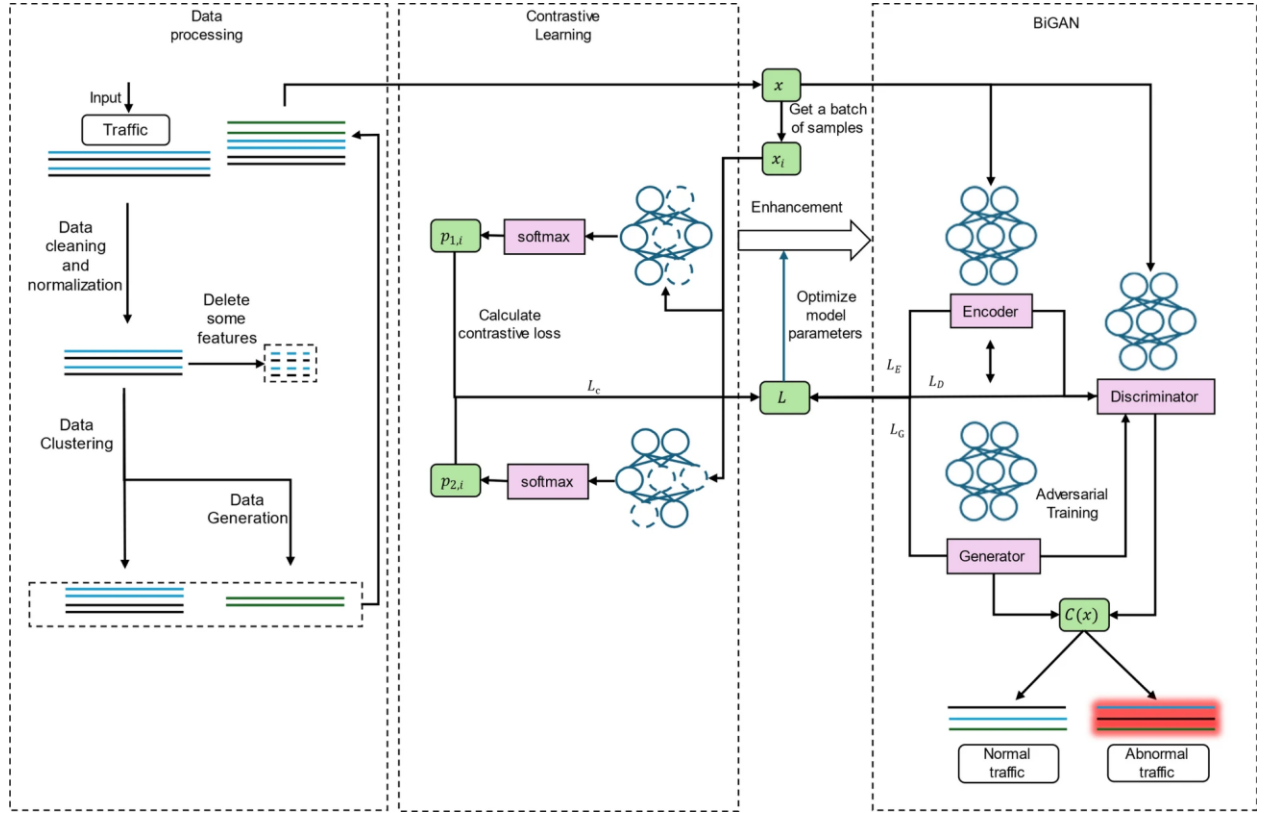 Data
processing
Input
Traffic
Data
cleaning
and
normalization
Delete
some
features
Data
Clustering
Data
Generation
Contrastive
Learning
x
Get a batch
of samples
x_i
p_{1,i}
softmax
Calculate
contrastive loss
L_c
p_{2,i}
softmax
Enhancement
Optimize
model
parameters
L
BiGAN
Encoder
L_E
L_D
Discriminator
L_G
Adversarial
Training
Generator
C(x)
Normal
traffic
Abnormal
traffic